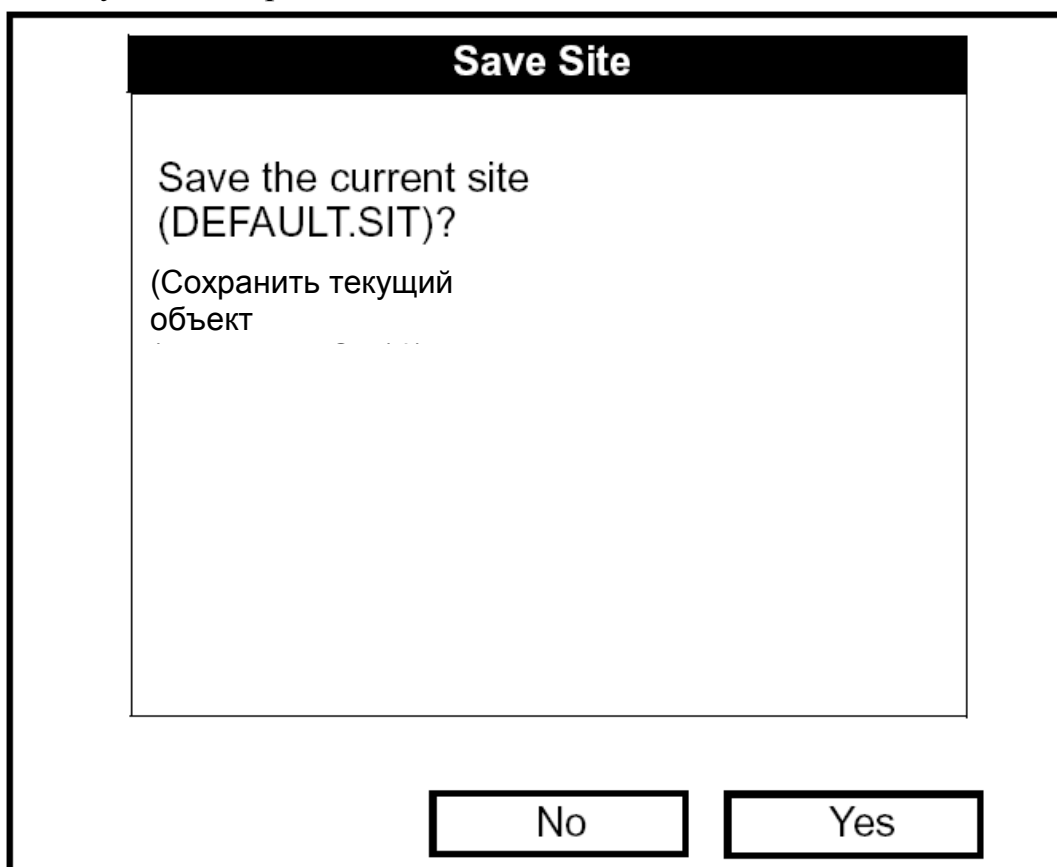 Save Site
Save the current site
(DEFAULT.SIT)?
(Сохранить текущий
объект
No
Yes